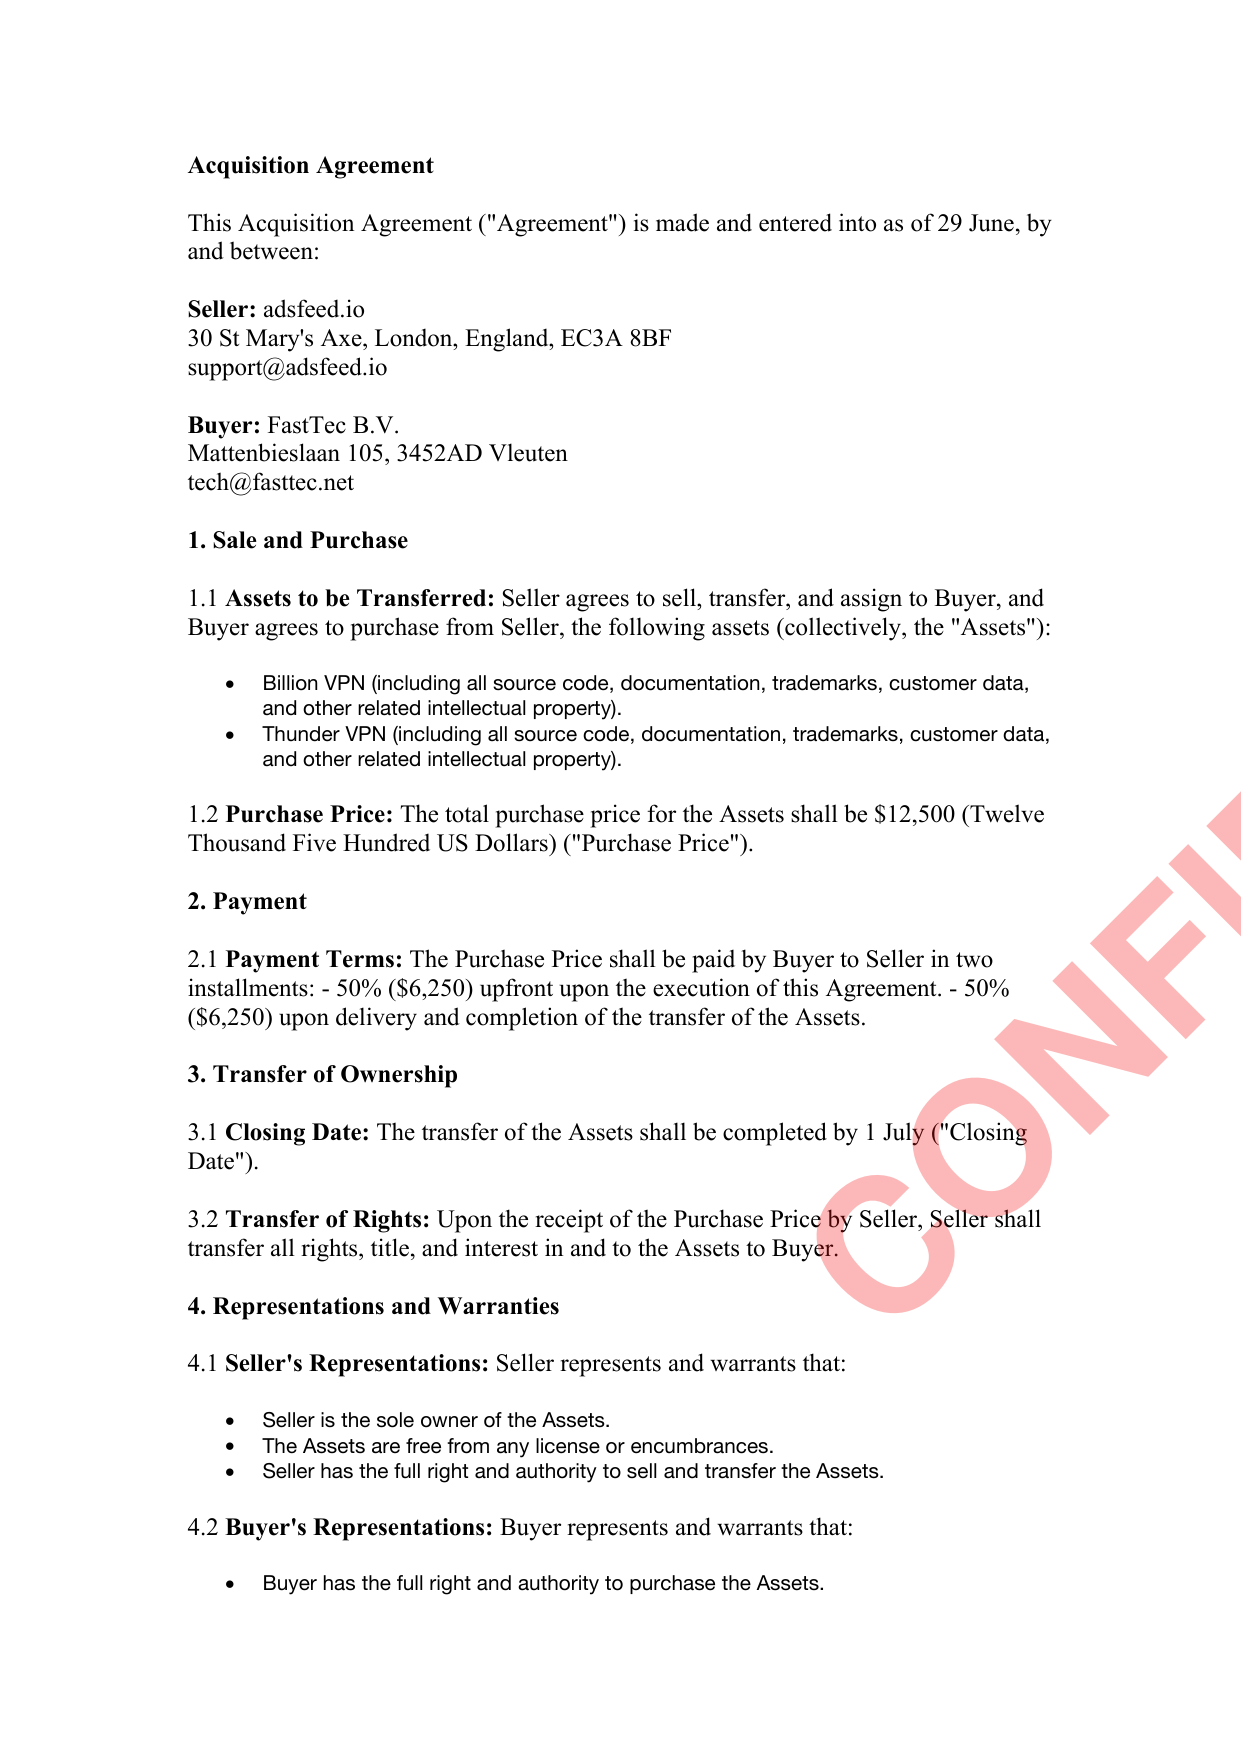 Acquisition Agreement
This Acquisition Agreement ("Agreement") is made and entered into as of 29 June, by
and between:
Seller: adsfeed.io
30 St Mary's Axe, London, England, EC3A 8BF
support@adsfeed.io
Buyer: FastTec B.V.
Mattenbieslaan 105, 3452AD Vleuten
tech@fasttec.net
1. Sale and Purchase
1.1 Assets to be Transferred: Seller agrees to sell, transfer, and assign to Buyer, and
Buyer agrees to purchase from Seller, the following assets (collectively, the "Assets"):
• Billion VPN (including all source code, documentation, trademarks, customer data,
and other related intellectual property).
• Thunder VPN (including all source code, documentation, trademarks, customer data,
and other related intellectual property).
1.2 Purchase Price: The total purchase price for the Assets shall be $12,500 (Twelve
Thousand Five Hundred US Dollars) ("Purchase Price").
2. Payment
2.1 Payment Terms: The Purchase Price shall be paid by Buyer to Seller in two
installments: - 50% ($6,250) upfront upon the execution of this Agreement. - 50%
($6,250) upon delivery and completion of the transfer of the Assets.
3. Transfer of Ownership
3.1 Closing Date: The transfer of the Assets shall be completed by 1 July ("Closing
Date").
3.2 Transfer of Rights: Upon the receipt of the Purchase Price by Seller, Seller shall
transfer all rights, title, and interest in and to the Assets to Buyer.
4. Representations and Warranties
4.1 Seller's Representations: Seller represents and warrants that:
• Seller is the sole owner of the Assets.
• The Assets are free from any license or encumbrances.
• Seller has the full right and authority to sell and transfer the Assets.
4.2 Buyer's Representations: Buyer represents and warrants that:
• Buyer has the full right and authority to purchase the Assets.
CONFI